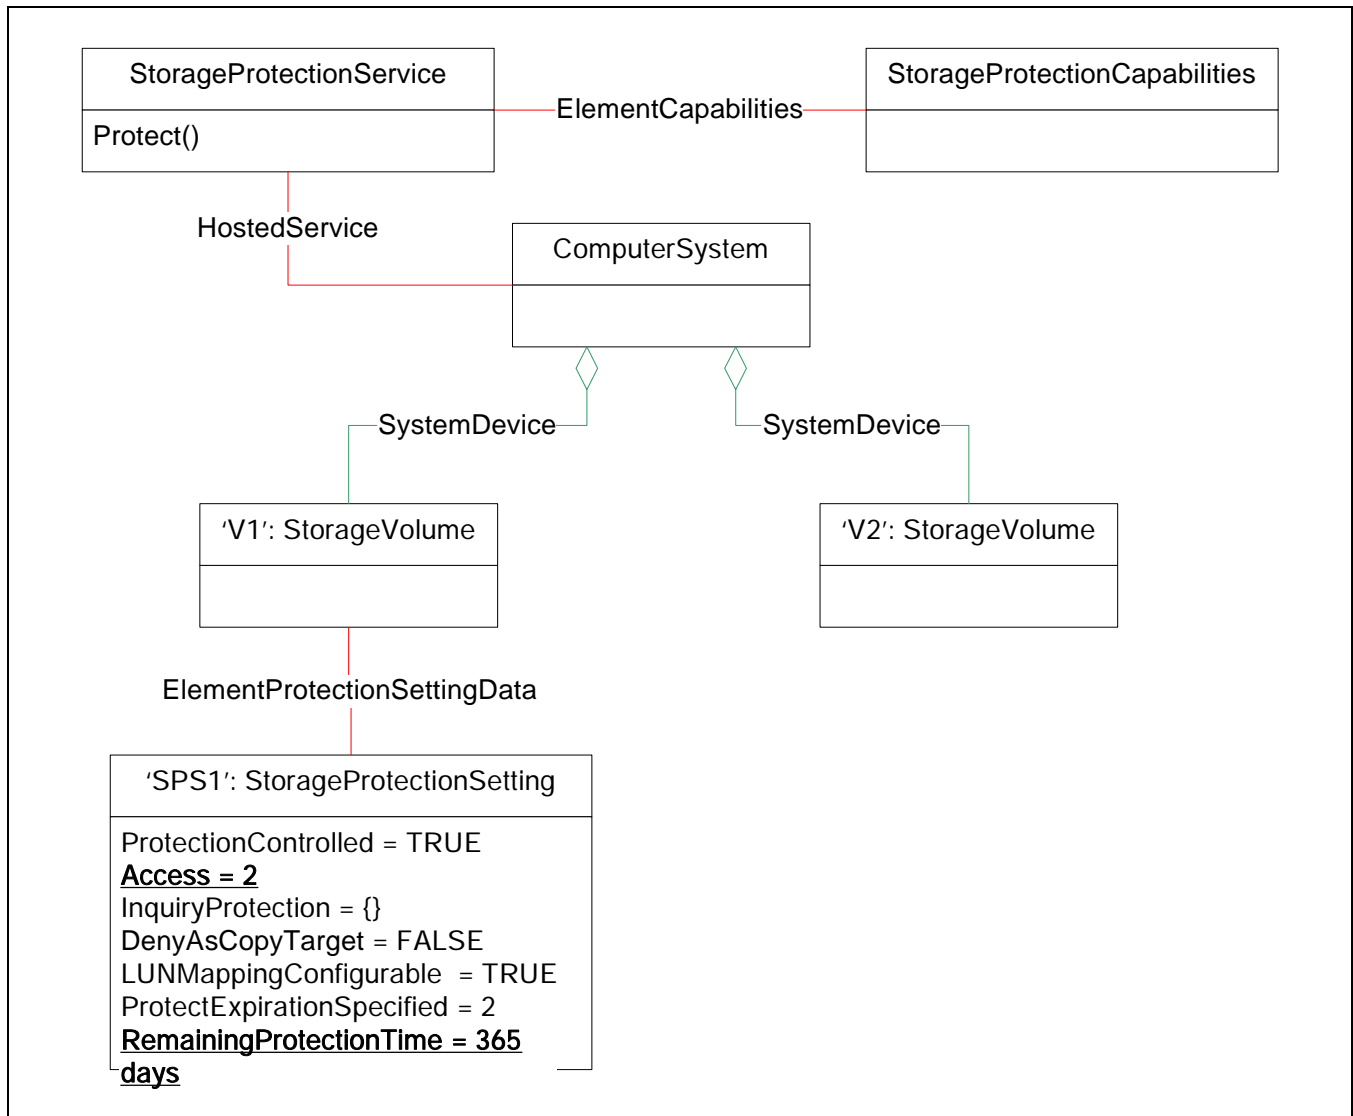 StorageProtectionService
StorageProtectionCapabilities
ElementCapabilities
Protect()
HostedService
ComputerSystem
SystemDevice
SystemDevice
‘V1’: StorageVolume
‘V2’: StorageVolume
ElementProtectionSettingData
‘SPS1’: StorageProtectionSetting
ProtectionControlled = TRUE
Access = 2
InquiryProtection = {}
DenyAsCopyTarget = FALSE
LUNMappingConfigurable = TRUE
ProtectExpirationSpecified = 2
RemainingProtectionTime = 365
days